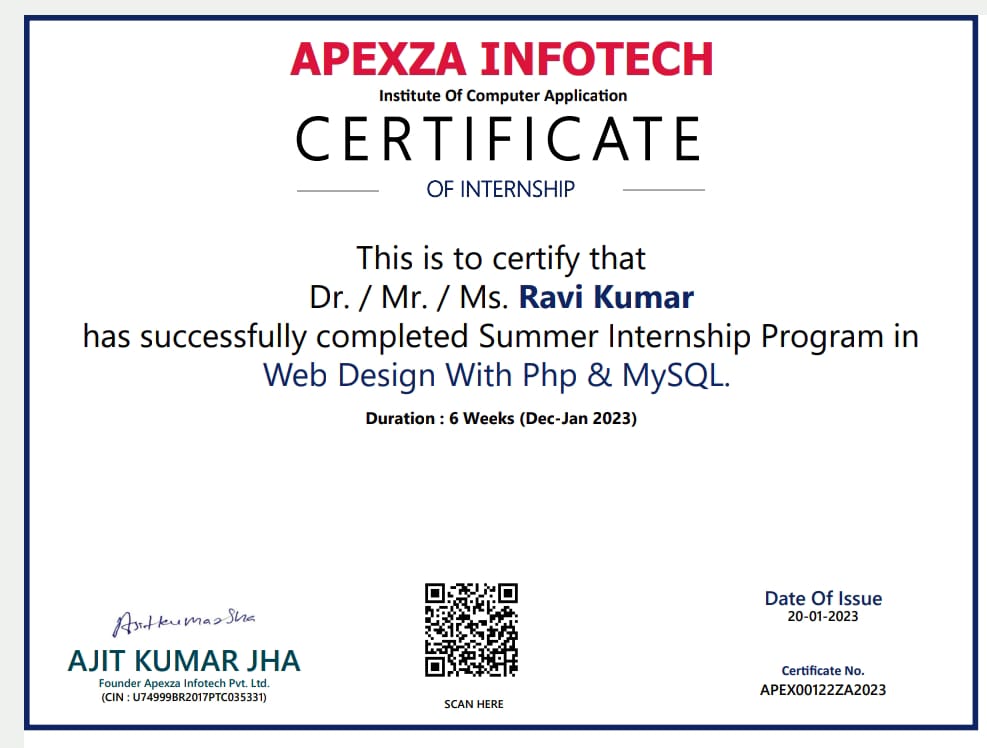 APEXZA INFOTECH
Institute Of Computer Application
CERTIFICATE
OF INTERNSHIP
This is to certify that
Dr. / Mr. / Ms. Ravi Kumar
has successfully completed Summer Internship Program in
Web Design With Php & MySQL.
Duration : 6 Weeks (Dec-Jan 2023)
Ajit kumar Jha
AJIT KUMAR JHA
Founder Apexza Infotech Pvt. Ltd.
(CIN : U74999BR2017PTC035331)
SCAN HERE
Date Of Issue
20-01-2023
Certificate No.
APEX00122ZA2023